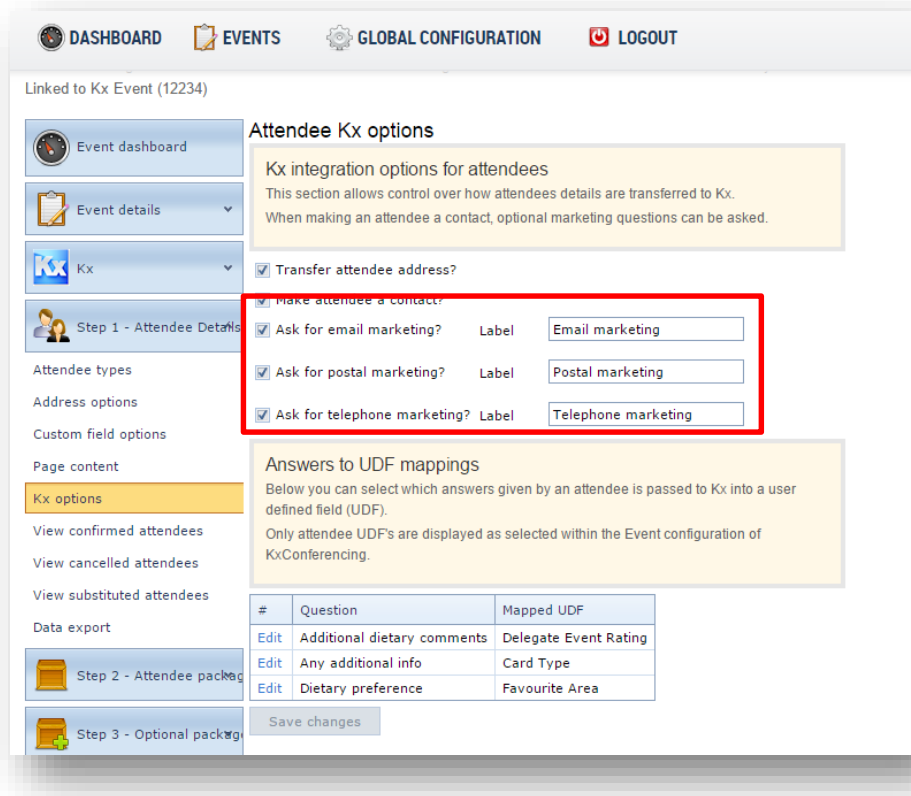 DASHBOARD EVENTS GLOBAL CONFIGURATION LOGOUT
Linked to Kx Event (12234)
Event dashboard
Event details
Kx Kx
Step 1 - Attendee Details
Attendee types
Address options
Custom field options
Page content
Kx options
View confirmed attendees
View cancelled attendees
View substituted attendees
Data export
Step 2 - Attendee packag
Step 3 - Optional packag
Attendee Kx options
Kx integration options for attendees
This section allows control over how attendees details are transferred to Kx.
When making an attendee a contact, optional marketing questions can be asked.
Transfer attendee address?
Make attendee a contact?
Ask for email marketing? Label Email marketing
Ask for postal marketing? Label Postal marketing
Ask for telephone marketing? Label Telephone marketing
Answers to UDF mappings
Below you can select which answers given by an attendee is passed to Kx into a user
defined field (UDF).
Only attendee UDF's are displayed as selected within the Event configuration of
KxConferencing.
# Question Mapped UDF
Edit Additional dietary comments Delegate Event Rating
Edit Any additional info Card Type
Edit Dietary preference Favourite Area
Save changes